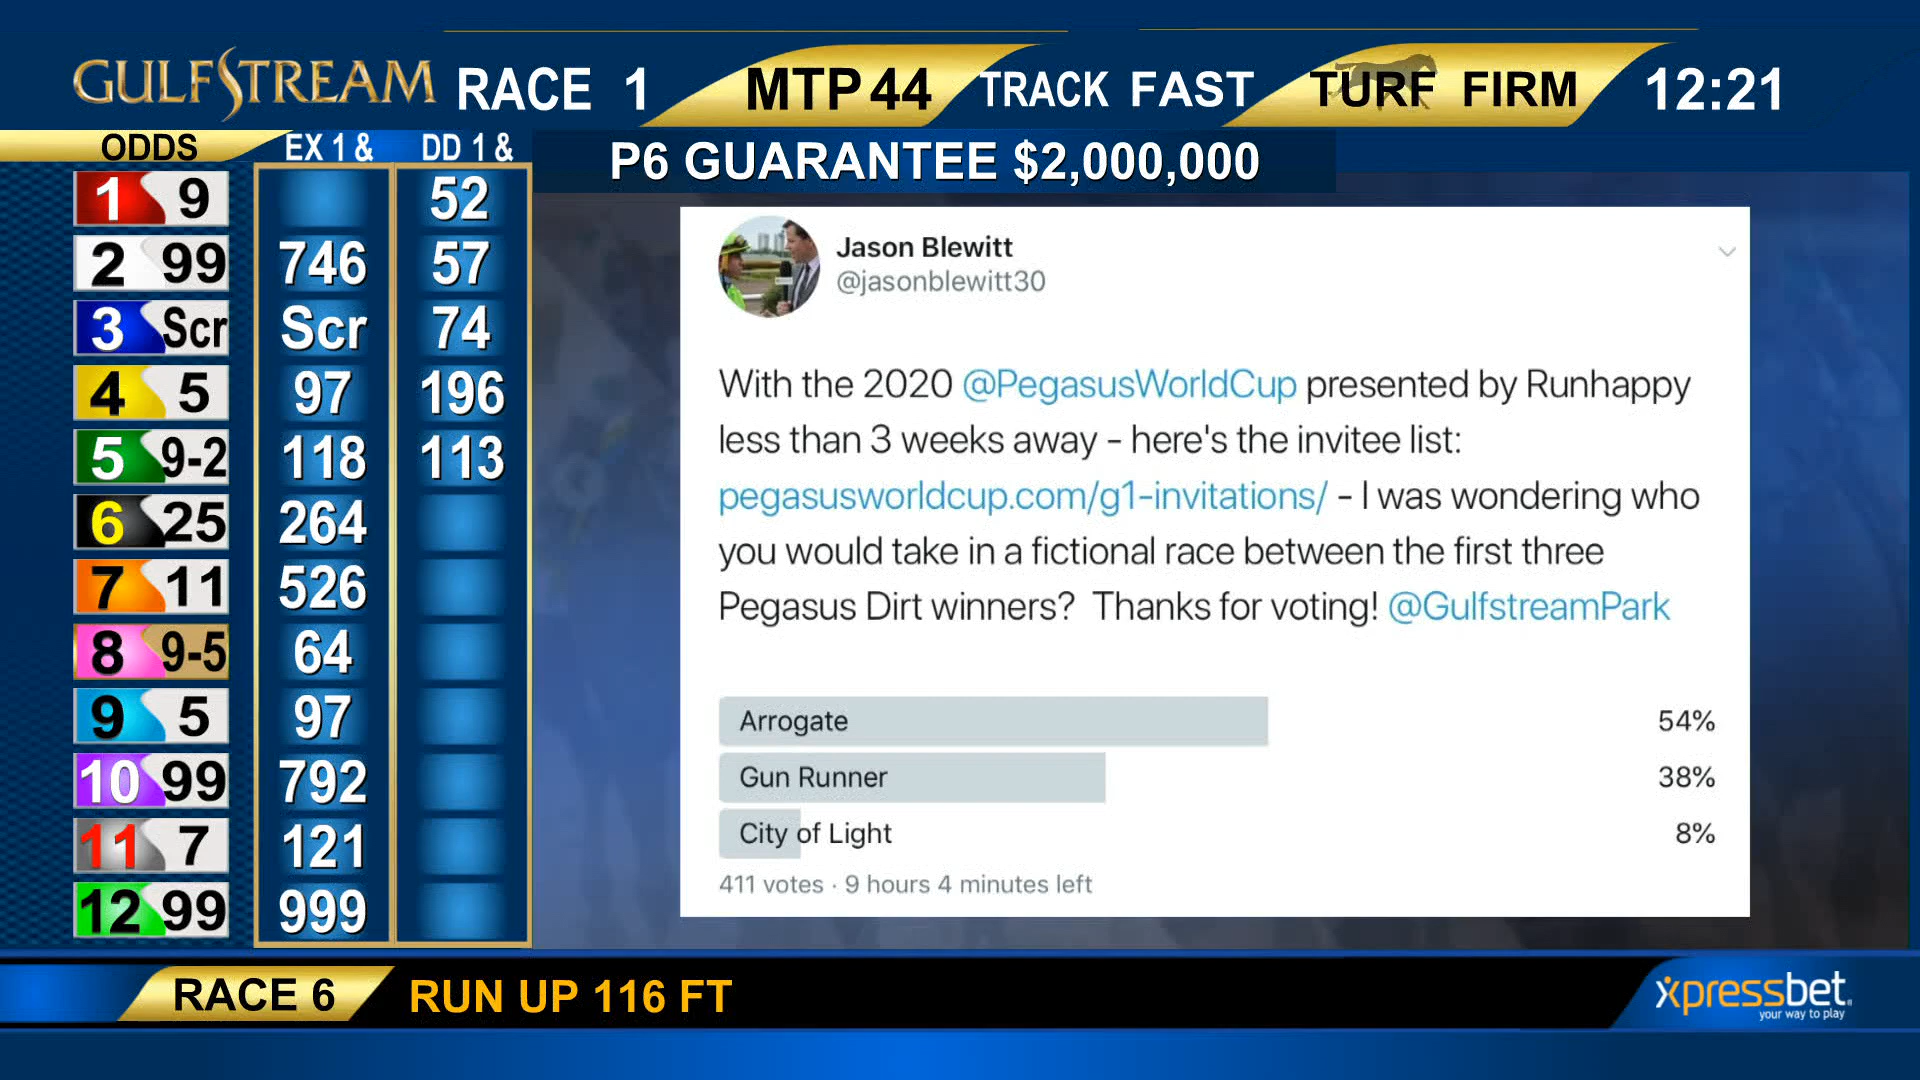 GULFSTREAM RACE 1 MTP 44 TRACK FAST TURF FIRM 12:21
ODDS EX 1 & DD 1 & P6 GUARANTEE $2,000,000
1 9 52
2 99 746 57
3 Scr Scr 74
4 5 97 196
5 9-2 118 113
6 25 264
7 11 526
8 9-5 64
9 5 97
10 99 792
11 7 121
12 99 999
Jason Blewitt
@jasonblewitt30
With the 2020 @PegasusWorldCup presented by Runhappy
less than 3 weeks away - here's the invitee list:
pegasusworldcup.com/g1-invitations/ - I was wondering who
you would take in a fictional race between the first three
Pegasus Dirt winners? Thanks for voting! @GulfstreamPark
Arrogate 54%
Gun Runner 38%
City of Light 8%
411 votes · 9 hours 4 minutes left
RACE 6 RUN UP 116 FT
xpressbet.
your way to play